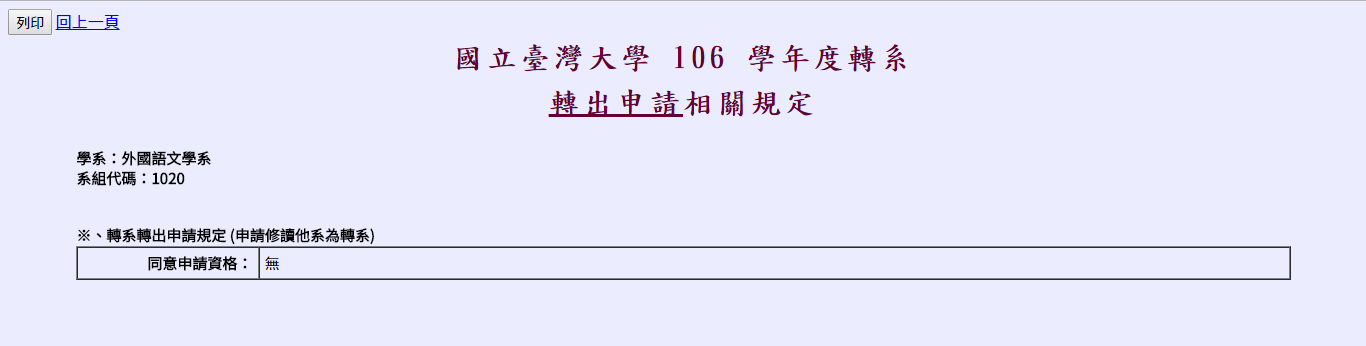 列印 回上一頁
國立臺灣大學 106 學年度轉系
轉出申請相關規定
學系：外國語文學系
系組代碼：1020
※、轉系轉出申請規定 (申請修讀他系為轉系)
同意申請資格： 無